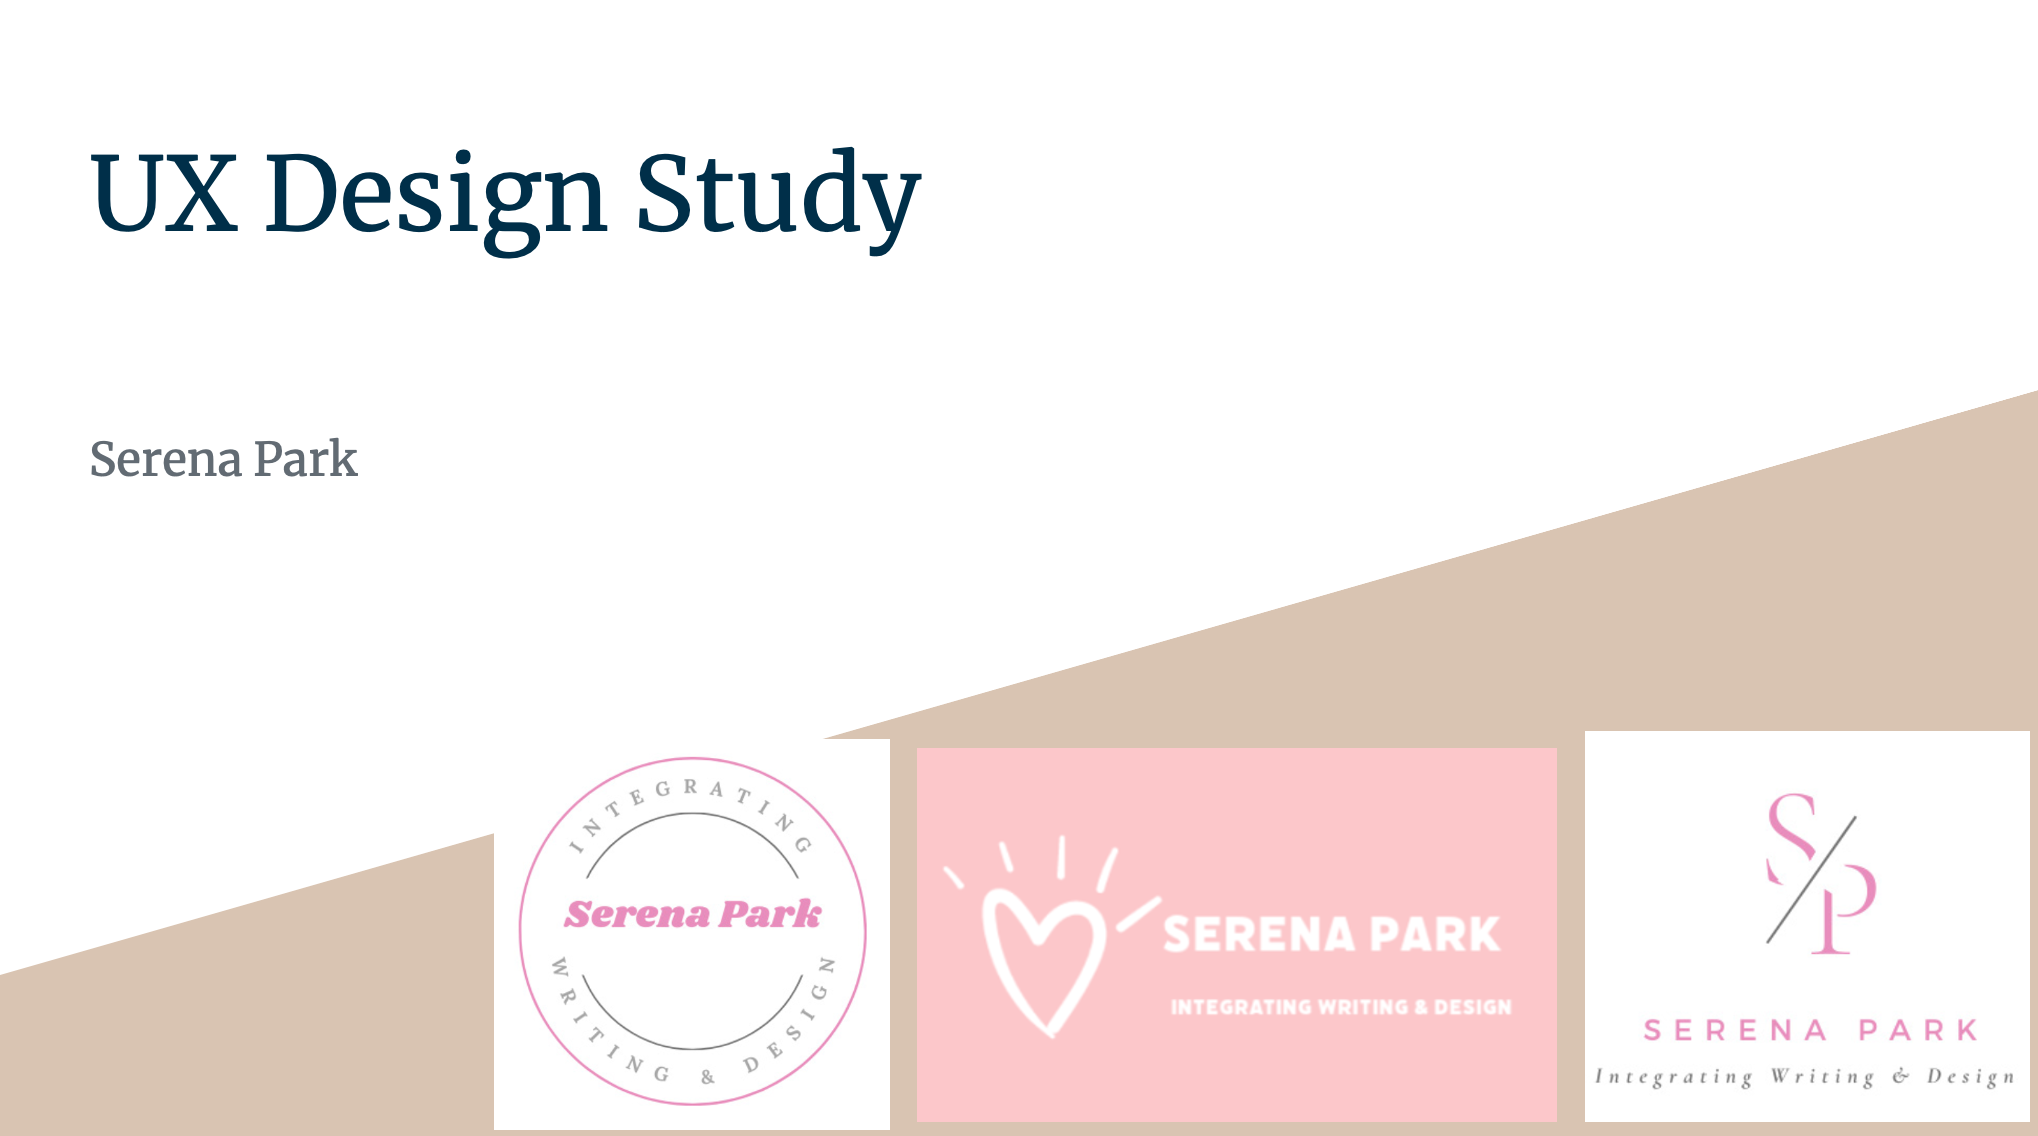 UX Design Study
Serena Park
INTEGRATING
Serena Park
WRITING & DESIGN
SERENA PARK
INTEGRATING WRITING & DESIGN
S/P
SERENA PARK
Integrating Writing & Design